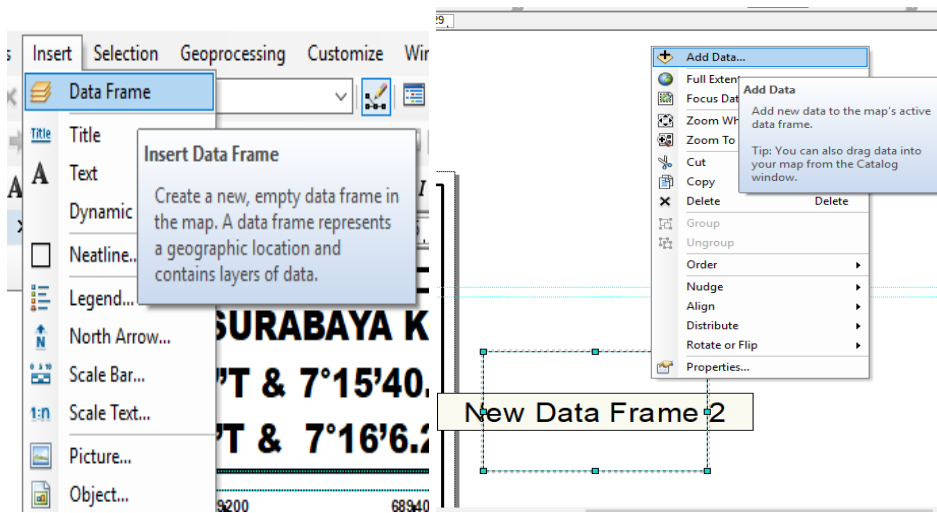 Insert Selection Geoprocessing Customize
Data Frame
Title Title
A Text
Dynamic
Neatline..
Legend...
N North Arrow...
Scale Bar...
1:n Scale Text...
Picture...
Object...
Insert Data Frame
Create a new, empty data frame in
the map. A data frame represents
a geographic location and
contains layers of data.
SURABAYA K
°T & 7°15'40.
°T & 7°16'6.2
9200 68940
29
Add Data...
Full Extent
Focus Dat
Zoom Wh
Zoom To
Cut
Copy
Delete Delete
Group
Ungroup
Order
Nudge
Align
Distribute
Rotate or Flip
Properties...
Add Data
Add new data to the map's active
data frame.
Tip: You can also drag data into
your map from the Catalog
window.
New Data Frame 2